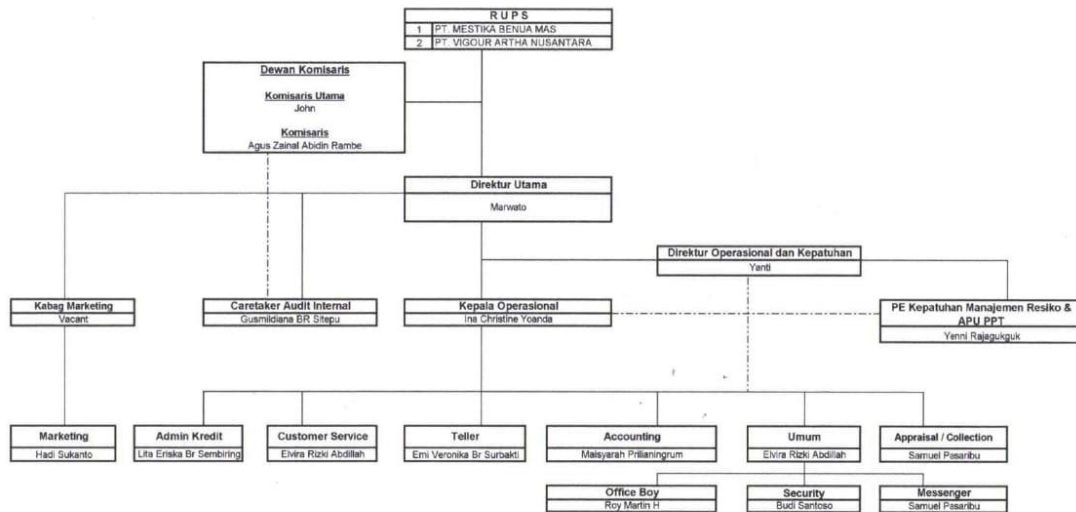 R U P S
1 PT. MESTIKA BENUA MAS
2 PT. VIGOUR ARTHA NUSANTARA
Dewan Komisaris
Komisaris Utama
John
Komisaris
Agus Zainal Abidin Rambe
Direktur Utama
Marwato
Direktur Operasional dan Kepatuhan
Yanti
Kabag Marketing
Vacant
Caretaker Audit Internal
Gusmildiana BR Sitepu
Kepala Operasional
Ina Christine Yoanda
PE Kepatuhan Manajemen Resiko &
APU PPT
Yenni Rajagukguk
Marketing
Hadi Sukanto
Admin Kredit
Lita Eriska Br Sembiring
Customer Service
Elvira Rizki Abdillah
Teller
Emi Veronika Br Surbakti
Accounting
Maisyarah Prilianingrum
Umum
Elvira Rizki Abdillah
Appraisal / Collection
Samuel Pasaribu
Office Boy
Roy Martin H
Security
Budi Santoso
Messenger
Samuel Pasaribu